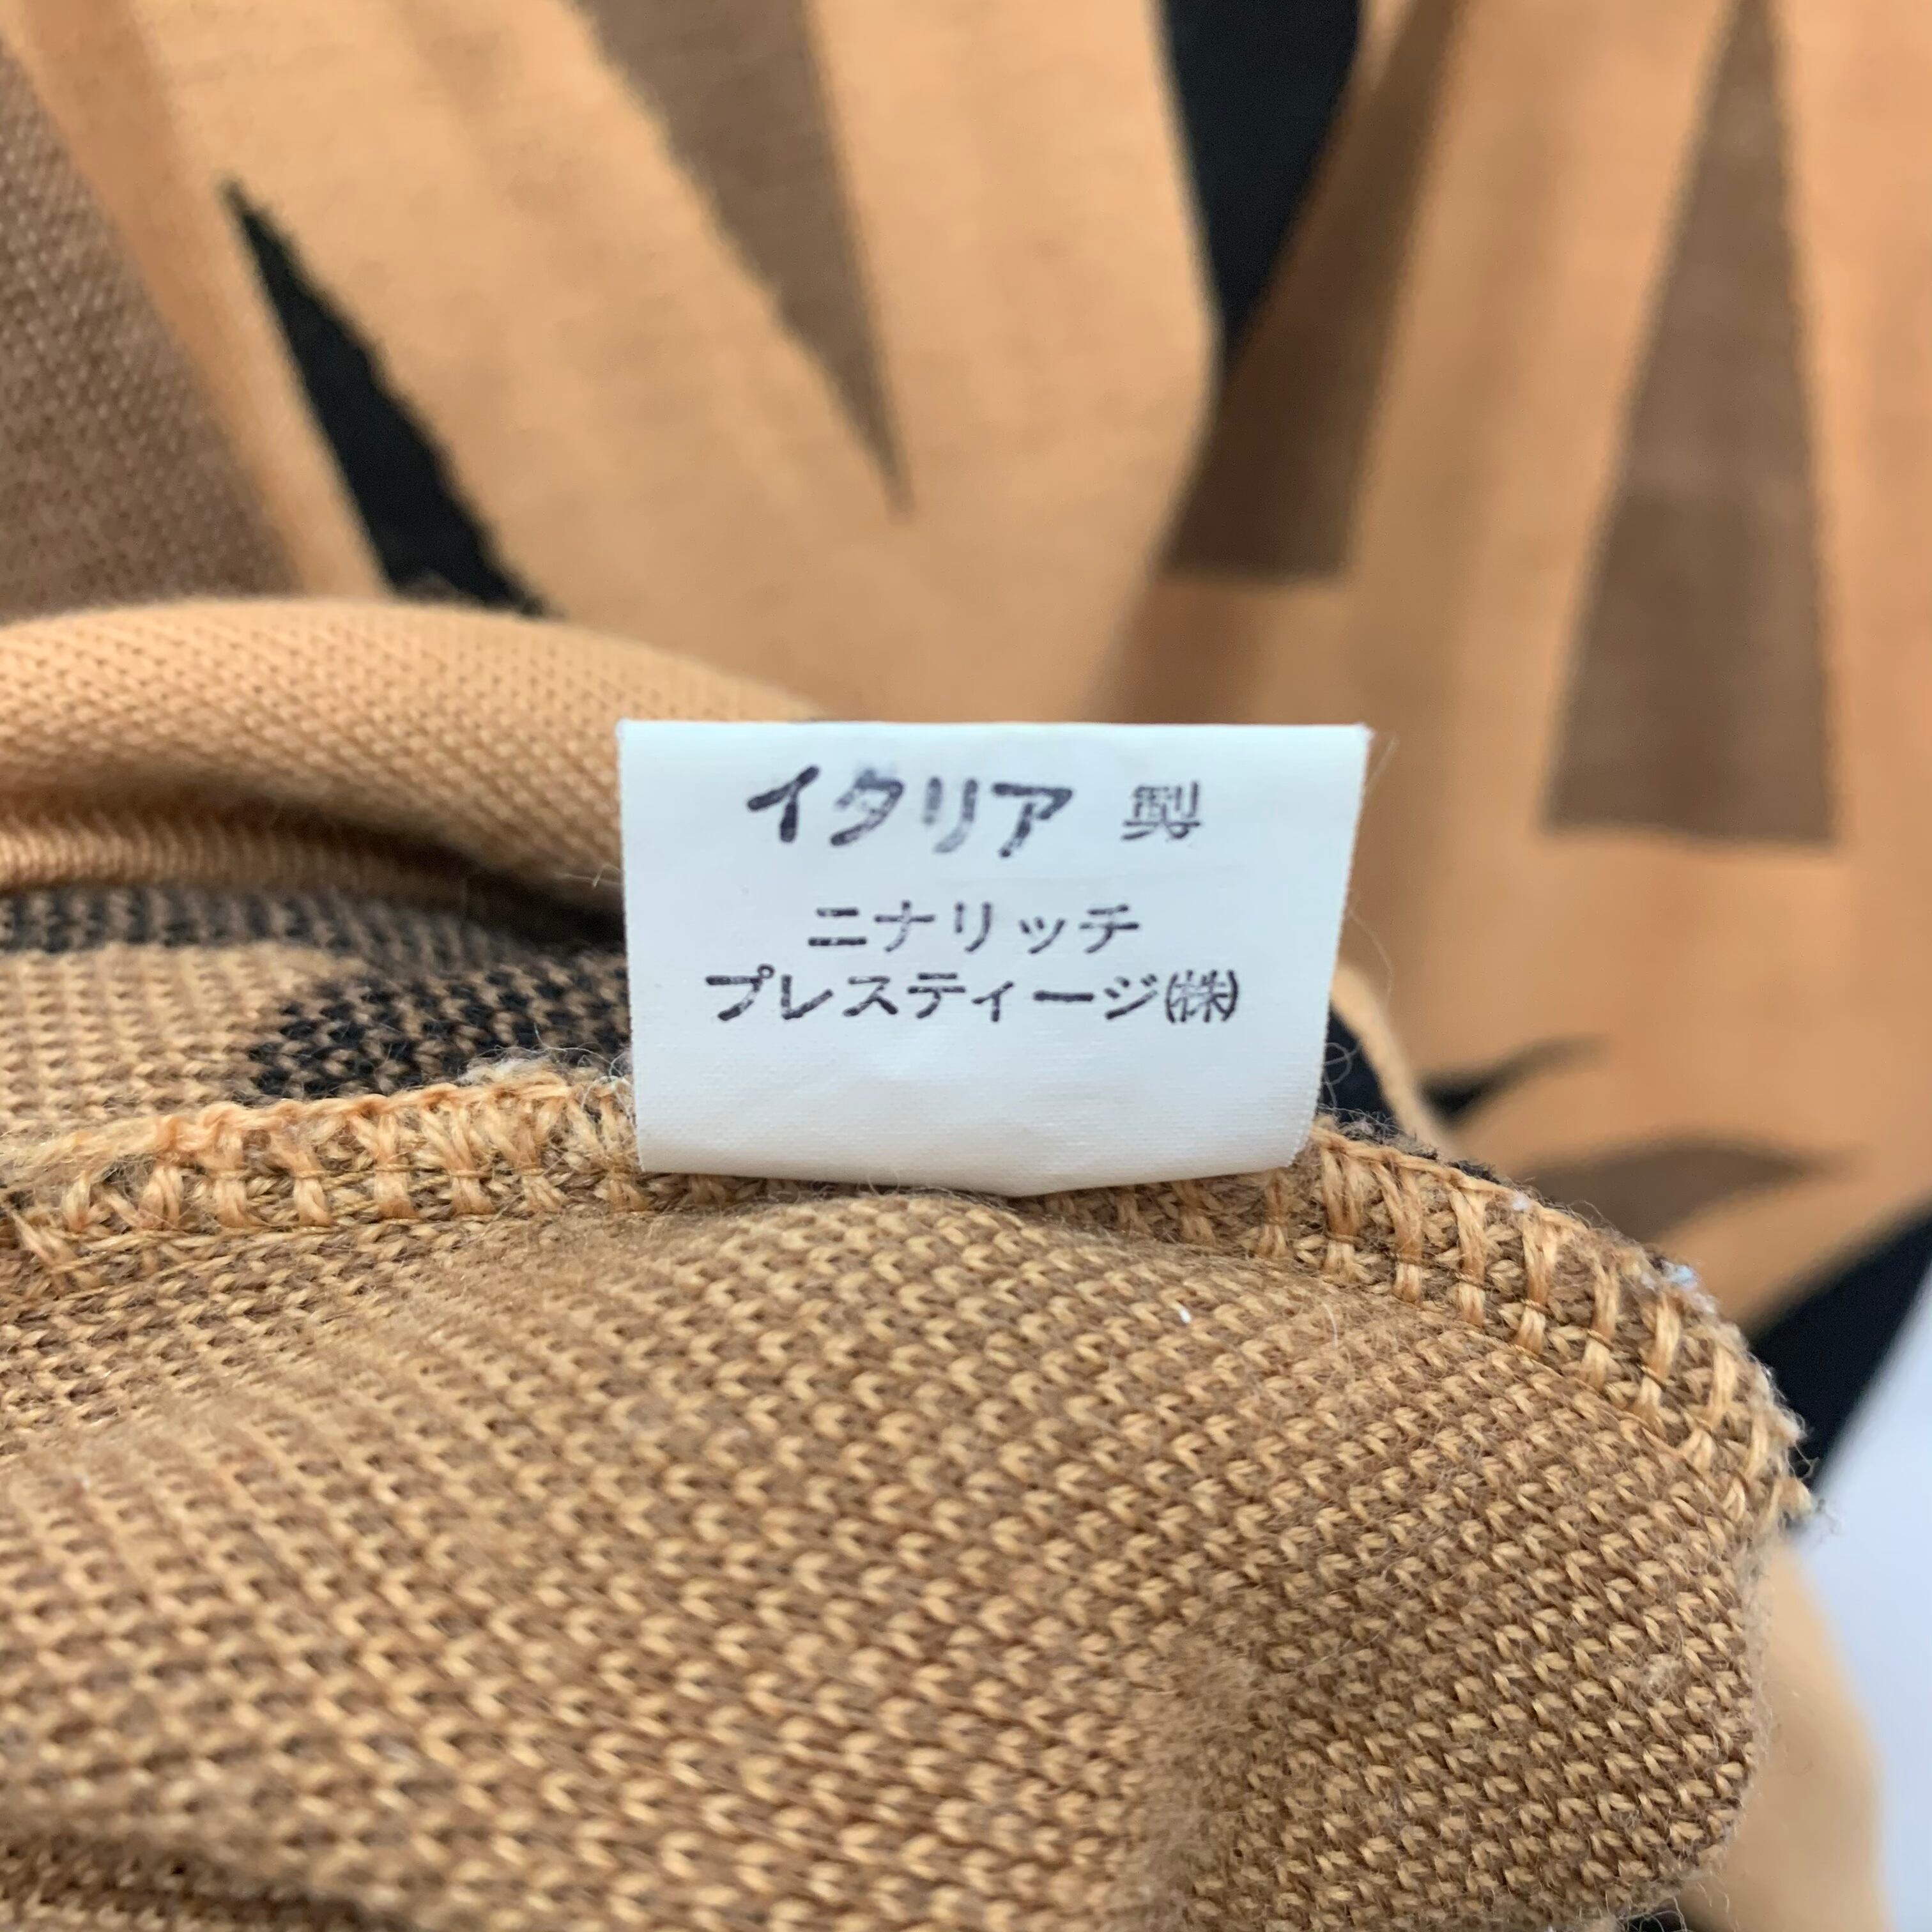 イタリア 製
ニナリッチ
プレスティージ㈱